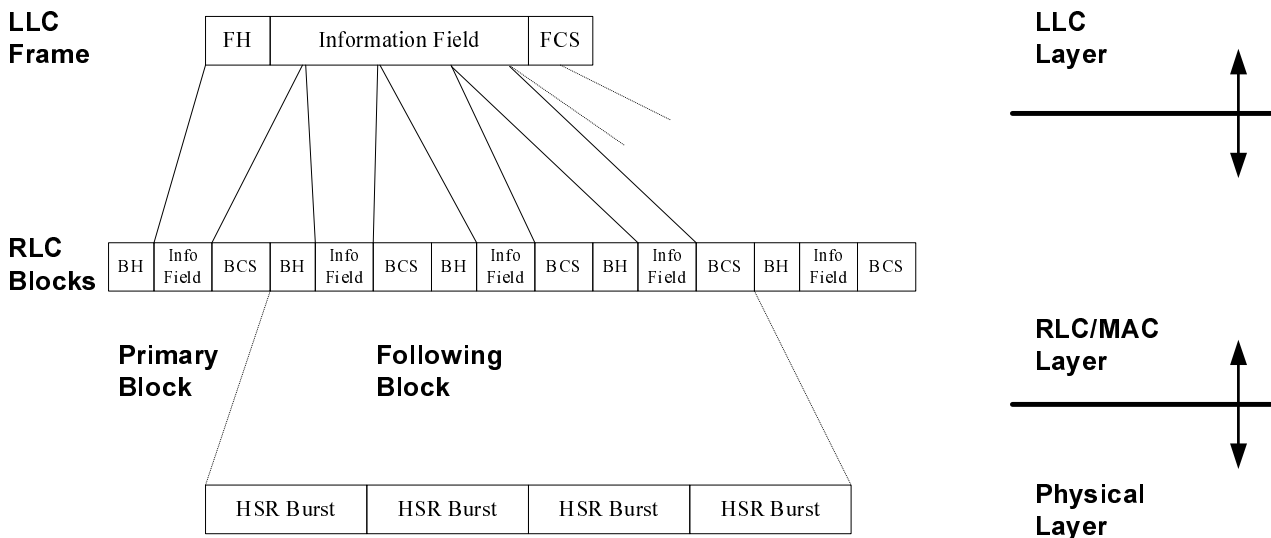 LLC
Frame
FH
Information Field
FCS
LLC
Layer
RLC
Blocks
BH
Info
Field
BCS
BH
Info
Field
BCS
BH
Info
Field
BCS
BH
Info
Field
BCS
BH
Info
Field
BCS
Primary
Block
Following
Block
RLC/MAC
Layer
HSR Burst
HSR Burst
HSR Burst
HSR Burst
Physical
Layer